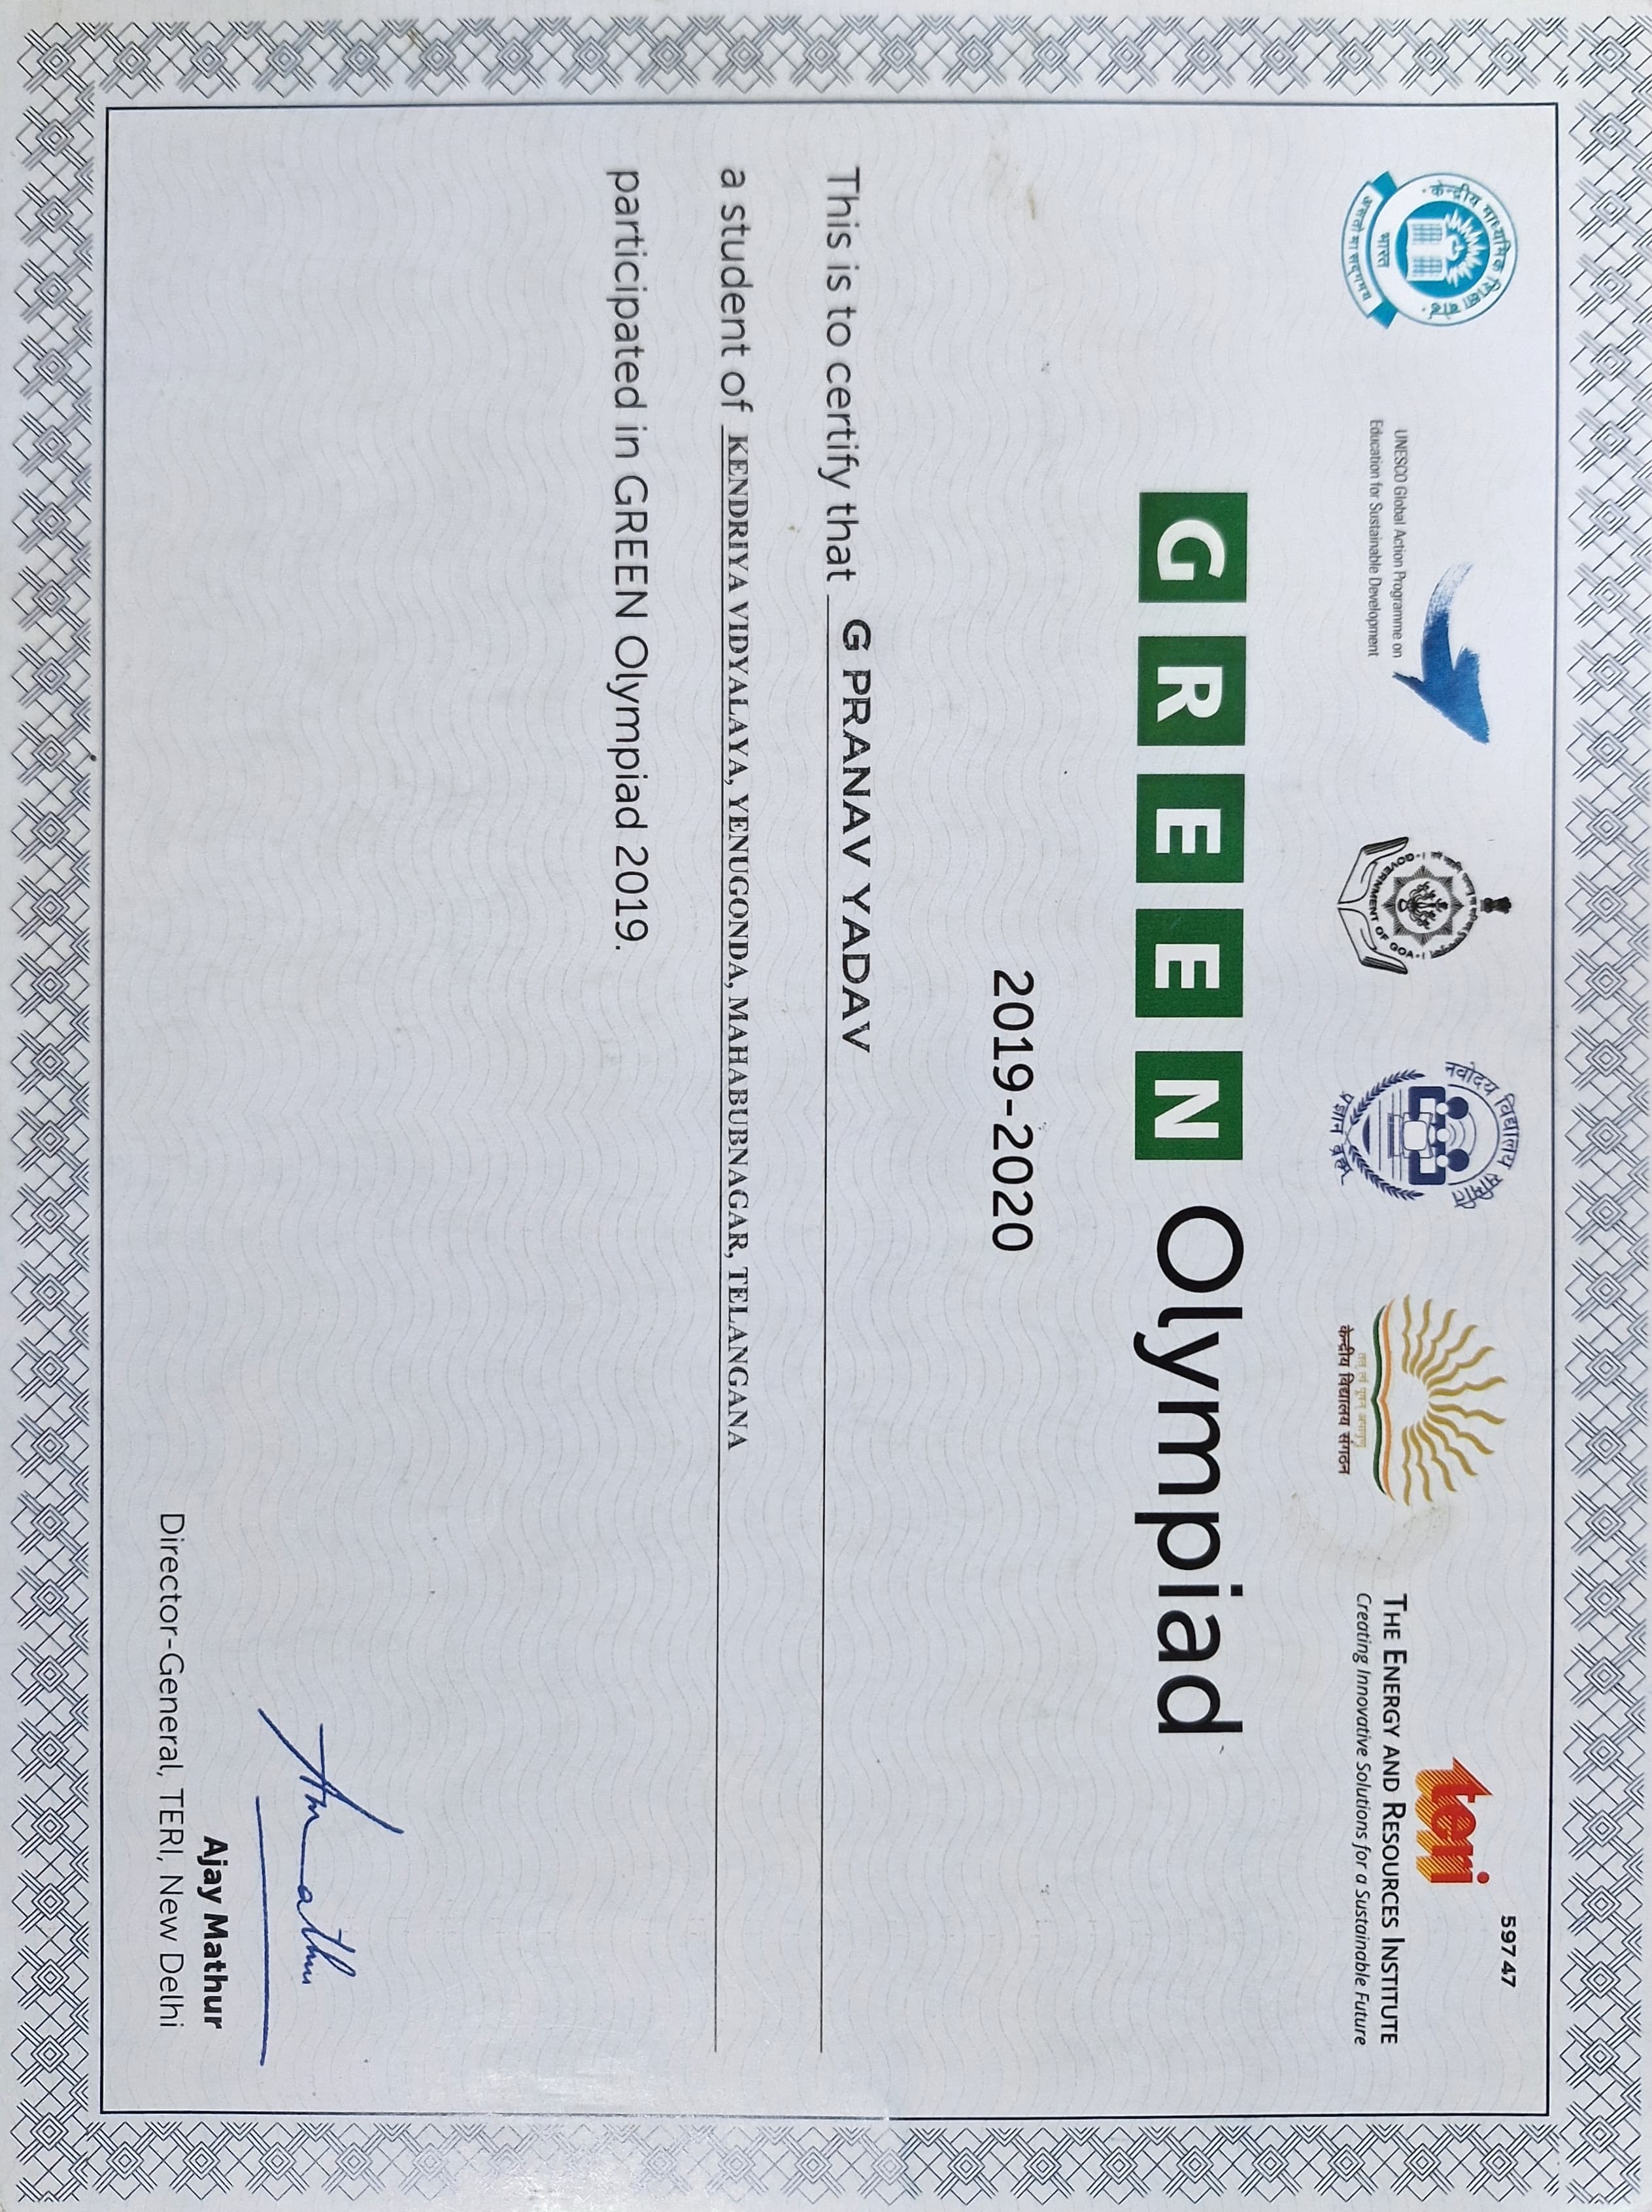 केन्द्रीय माध्यमिक शिक्षा बोर्ड
भारत
असतो मा सद्गमय
UNESCO Global Action Programme on
Education for Sustainable Development
GOVERNMENT OF GOA
नवोदय विद्यालय समिति
प्रज्ञान ब्रह्म
तत् त्वं पूषन् अपावृणु
केन्द्रीय विद्यालय संगठन
59747
teri
THE ENERGY AND RESOURCES INSTITUTE
Creating Innovative Solutions for a Sustainable Future
GREEN Olympiad
2019-2020
This is to certify that G PRANAV YADAV
a student of KENDRIYA VIDYALAYA, YENUGONDA, MAHABUBNAGAR, TELANGANA
participated in GREEN Olympiad 2019.
Ajay Mathur
Director-General, TERI, New Delhi